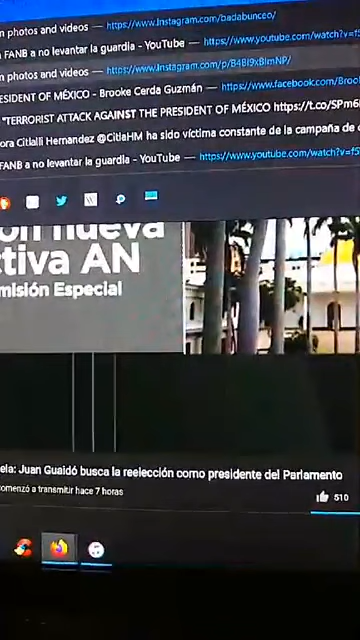 n photos and videos — https://www.instagram.com/badabunceo/
FANB a no levantar la guardia - YouTube — https://www.youtube.com/watch?v=f5
n photos and videos — https://www.instagram.com/p/B4BI9xBlmNP/
ESIDENT OF MÉXICO - Brooke Cerda Guzmán — https://www.facebook.com/Broo
"TERRORIST ATTACK AGAINST THE PRESIDENT OF MÉXICO https://t.co/SPm6
ora Citlalli Hernandez @CitlaHM ha sido víctima constante de la campaña de
FANB a no levantar la guardia - YouTube — https://www.youtube.com/watch?v=f5
W
on nueva
ctiva AN
misión Especial
ela: Juan Guaidó busca la reelección como presidente del Parlamento
omenzó a transmitir hace 7 horas
510